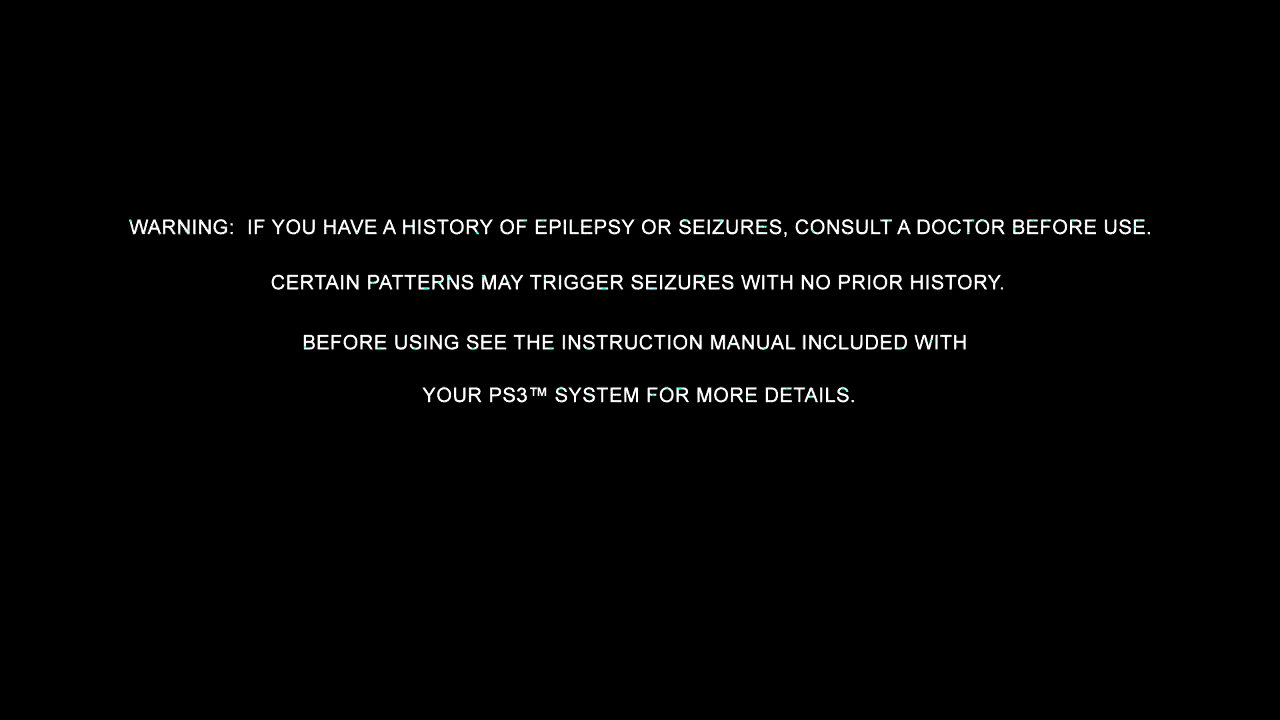 WARNING: IF YOU HAVE A HISTORY OF EPILEPSY OR SEIZURES, CONSULT A DOCTOR BEFORE USE.
CERTAIN PATTERNS MAY TRIGGER SEIZURES WITH NO PRIOR HISTORY.
BEFORE USING SEE THE INSTRUCTION MANUAL INCLUDED WITH
YOUR PS3™ SYSTEM FOR MORE DETAILS.